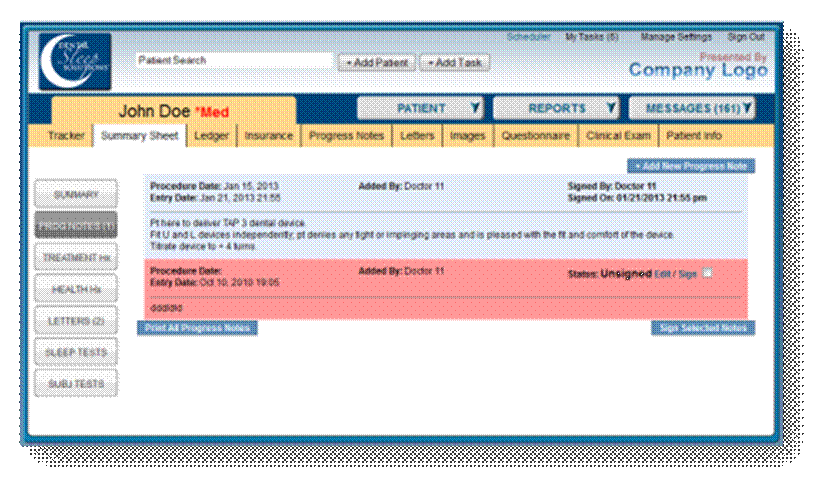 Scheduler My Tasks (5) Manage Settings Sign Out
DENTAL
Sleep
SOLUTIONS
Patient Search + Add Patient + Add Task
Presented By
Company Logo
John Doe *Med PATIENT REPORTS MESSAGES (161)
Tracker Summary Sheet Ledger Insurance Progress Notes Letters Images Questionnaire Clinical Exam Patient Info
+ Add New Progress Note
SUMMARY
PROG NOTES (1)
TREATMENT Hx
HEALTH Hx
LETTERS (2)
SLEEP TESTS
SUBJ TESTS
Procedure Date: Jan 15, 2013 Added By: Doctor 11 Signed By: Doctor 11
Entry Date: Jan 21, 2013 21:55 Signed On: 01/21/2013 21:55 pm
Pt here to deliver TAP 3 dental device.
Fit U and L devices independently; pt denies any tight or impinging areas and is pleased with the fit and comfort of the device.
Titrate device to + 4 turns.
Procedure Date: Added By: Doctor 11 Status: Unsigned Edit / Sign
Entry Date: Oct 10, 2010 19:05
Print All Progress Notes Sign Selected Notes